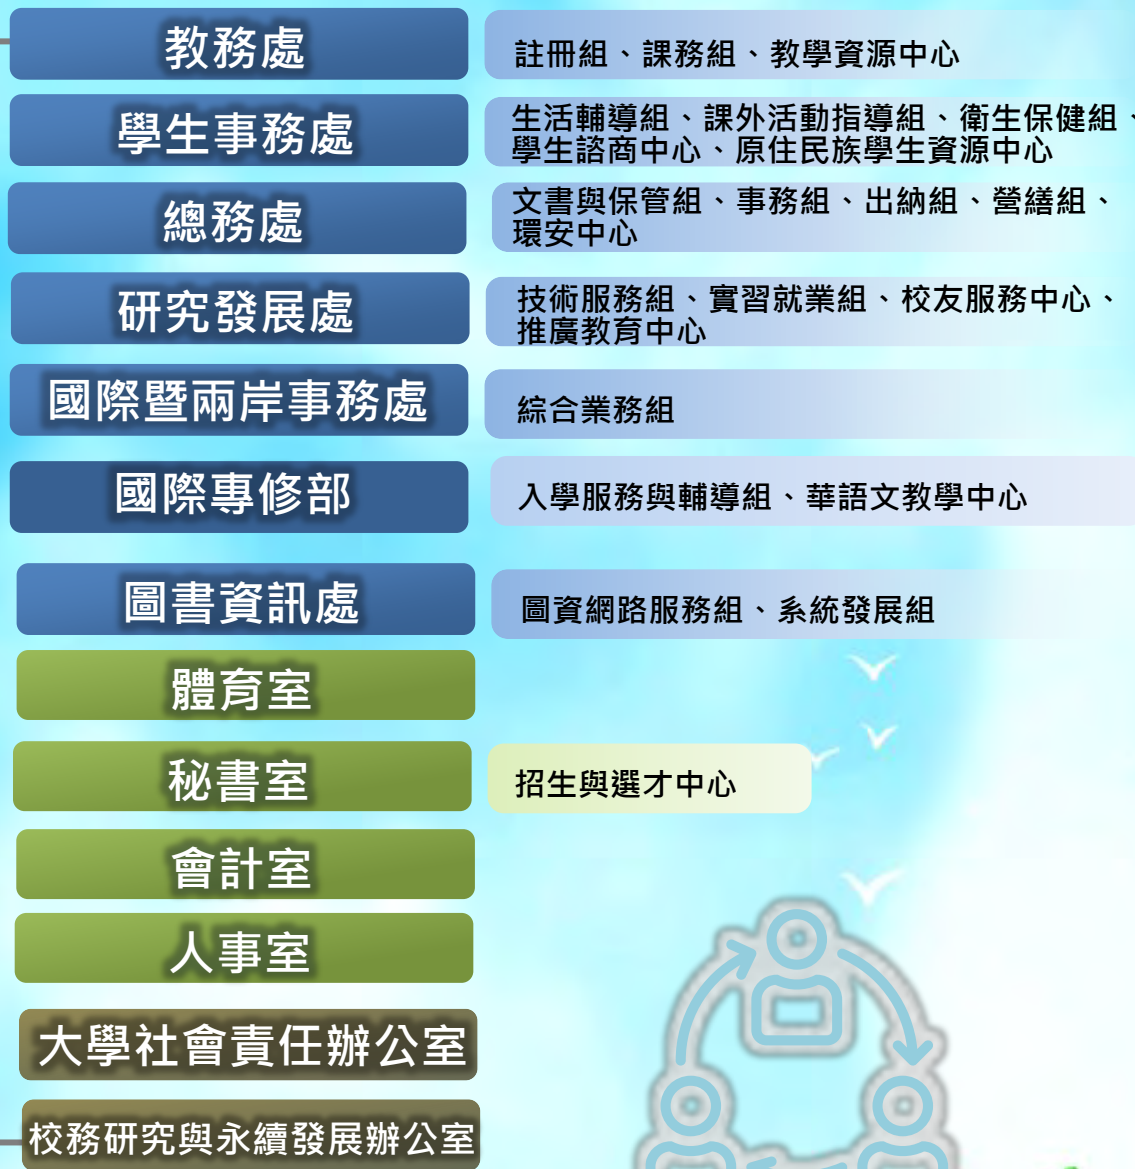 教務處
註冊組、課務組、教學資源中心
學生事務處
生活輔導組、課外活動指導組、衛生保健組、
學生諮商中心、原住民族學生資源中心
總務處
文書與保管組、事務組、出納組、營繕組、
環安中心
研究發展處
技術服務組、實習就業組、校友服務中心、
推廣教育中心
國際暨兩岸事務處
綜合業務組
國際專修部
入學服務與輔導組、華語文教學中心
圖書資訊處
圖資網路服務組、系統發展組
體育室
秘書室
招生與選才中心
會計室
人事室
大學社會責任辦公室
校務研究與永續發展辦公室